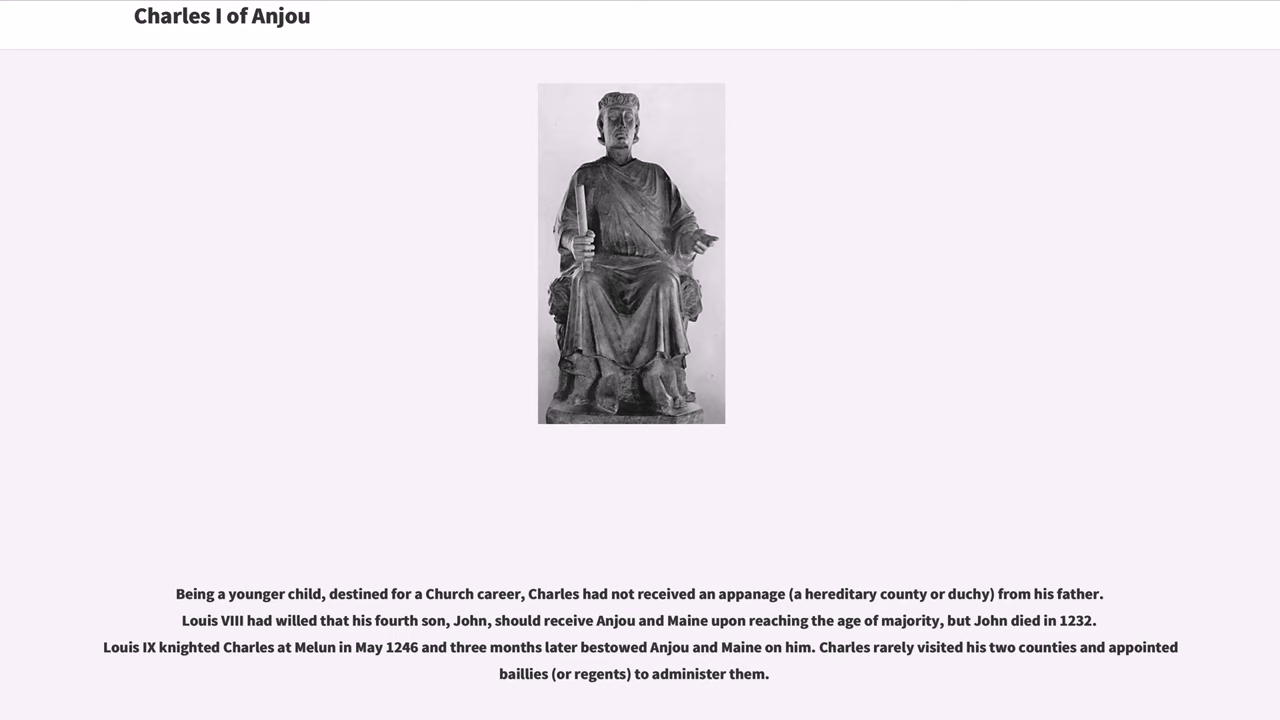 Charles I of Anjou
Being a younger child, destined for a Church career, Charles had not received an appanage (a hereditary county or duchy) from his father.
Louis VIII had willed that his fourth son, John, should receive Anjou and Maine upon reaching the age of majority, but John died in 1232.
Louis IX knighted Charles at Melun in May 1246 and three months later bestowed Anjou and Maine on him. Charles rarely visited his two counties and appointed
baillies (or regents) to administer them.